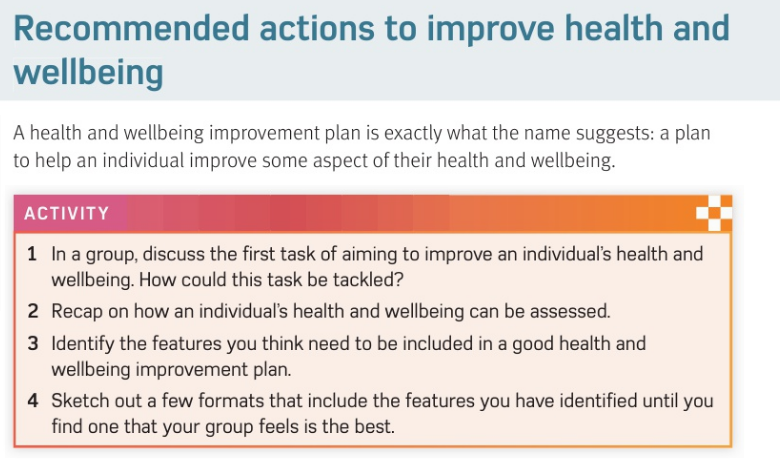 Recommended actions to improve health and
wellbeing
A health and wellbeing improvement plan is exactly what the name suggests: a plan
to help an individual improve some aspect of their health and wellbeing.
ACTIVITY
1 In a group, discuss the first task of aiming to improve an individual’s health and
wellbeing. How could this task be tackled?
2 Recap on how an individual’s health and wellbeing can be assessed.
3 Identify the features you think need to be included in a good health and
wellbeing improvement plan.
4 Sketch out a few formats that include the features you have identified until you
find one that your group feels is the best.